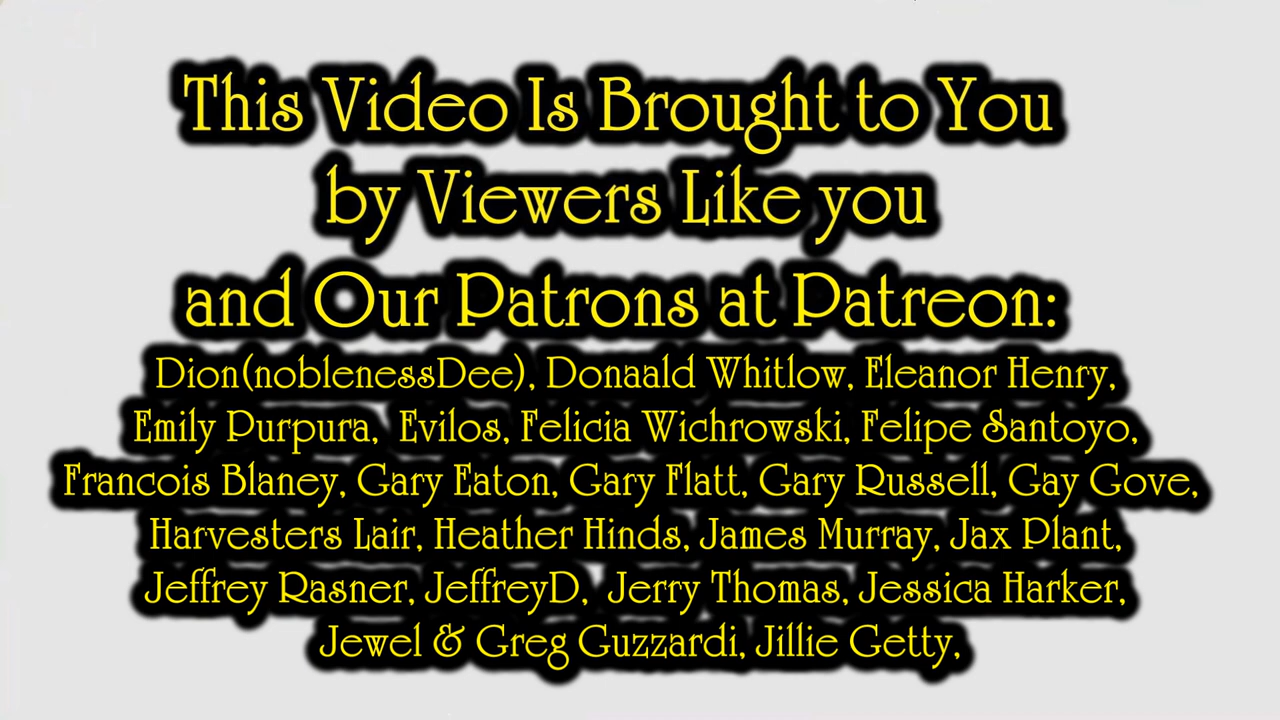 This Video Is Brought to You
by Viewers Like you
and Our Patrons at Patreon:
Dion(noblenessDee), Donaald Whitlow, Eleanor Henry,
Emily Purpura, Evilos, Felicia Wichrowski, Felipe Santoyo,
Francois Blaney, Gary Eaton, Gary Flatt, Gary Russell, Gay Gove,
Harvesters Lair, Heather Hinds, James Murray, Jax Plant,
Jeffrey Rasner, JeffreyD, Jerry Thomas, Jessica Harker,
Jewel & Greg Guzzardi, Jillie Getty,